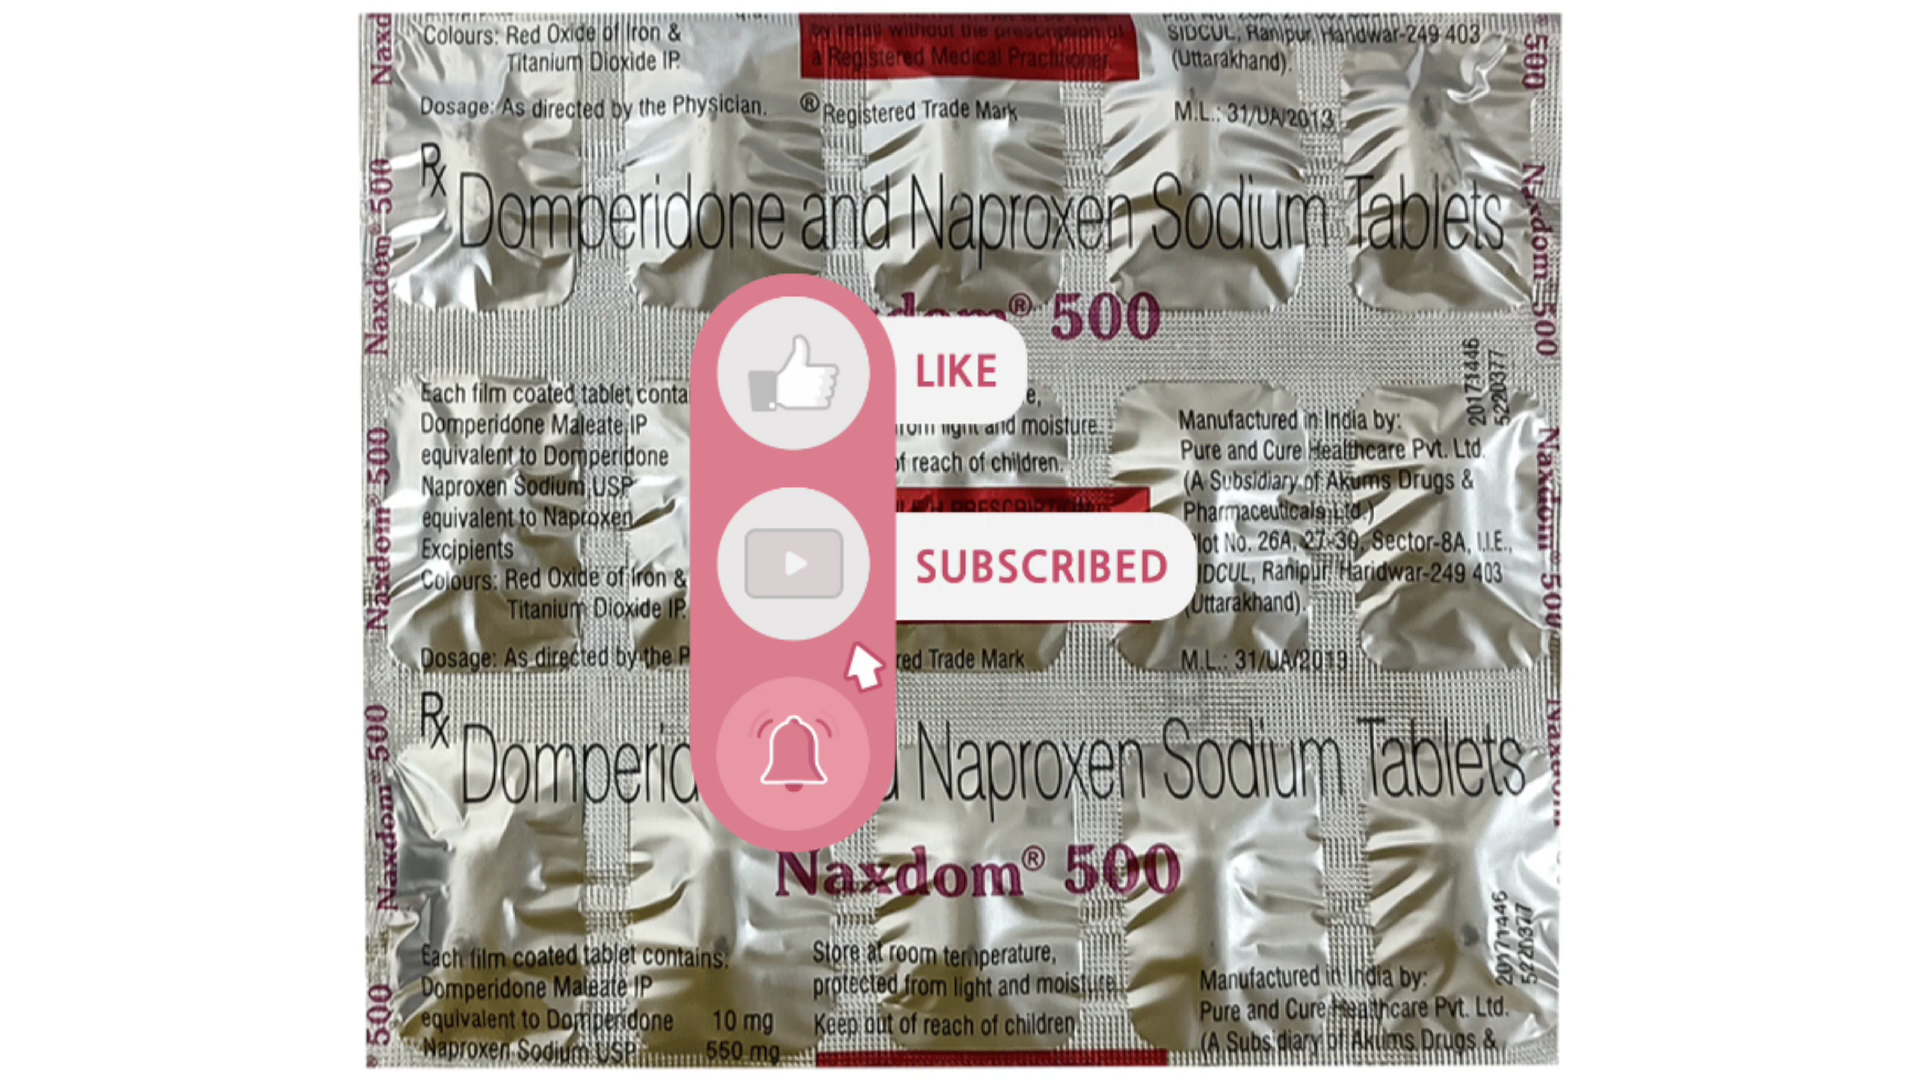 Colours: Red Oxide of Iron &
Titanium Dioxide IP.
Dosage: As directed by the Physician.
by retail without the prescription of
a Registered Medical Practitioner.
® Registered Trade Mark
SIDCUL, Ranipur, Haridwar-249 403
(Uttarakhand).
M.L.: 31/UA/2013
Rx
Domperidone and Naproxen Sodium Tablets
® 500
LIKE
Each film coated tablet
Domperidone Maleate IP
equivalent to Domperidone
Naproxen Sodium USP
equivalent to Naproxen
Excipients
Colours: Red Oxide of Iron &
Titanium Dioxide IP.
Dosage: As directed by the
light and moisture.
of reach of children.
SUBSCRIBED
Trade Mark
Manufactured in India by:
Pure and Cure Healthcare Pvt. Ltd.
(A Subsidiary of Akums Drugs &
Pharmaceuticals Ltd.)
No. 26A, 27-30, Sector-8A, I.I.E.,
Ranipur, Haridwar-249 403
(Uttarakhand).
M.L.: 31/UA/2013
20171446
5220377
Rx
Naproxen Sodium Tablets
Naxdom® 500
Each film coated tablet contains:
Domperidone Maleate IP
equivalent to Domperidone 10 mg
Naproxen Sodium USP 550 mg
Store at room temperature,
protected from light and moisture.
Keep out of reach of children.
Manufactured in India by:
Pure and Cure Healthcare Pvt. Ltd.
(A Subsidiary of Akums Drugs &
20171446
5220377
Naxdom® 500
Naxdom® 500
Naxdom® 500
® 500
500
Naxdom® 500
Naxdom® 500
Naxdom